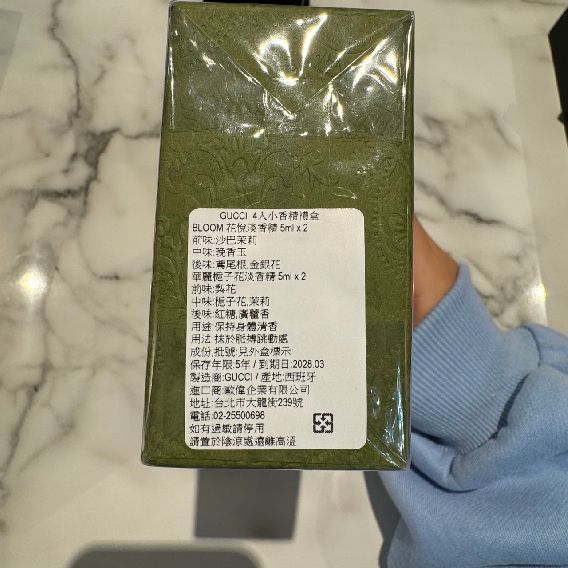 GUCCI 4入小香精禮盒
BLOOM 花悅淡香精 5ml x 2
前味:沙巴茉莉
中味:晚香玉
後味:鳶尾根,金銀花
華麗梔子花淡香精 5ml x 2
前味:梨花
中味:梔子花,茉莉
後味:紅糖,廣藿香
用途:保持身體清香
用法:抹於脈搏跳動處
成份,批號:見外盒標示
保存年限:5年 / 到期日:2028.03
製造商:GUCCI / 產地:西班牙
進口商:歐偉企業有限公司
地址:台北市大龍街239號
電話:02-25500698
如有過敏請停用
請置於陰涼處遠離高溫